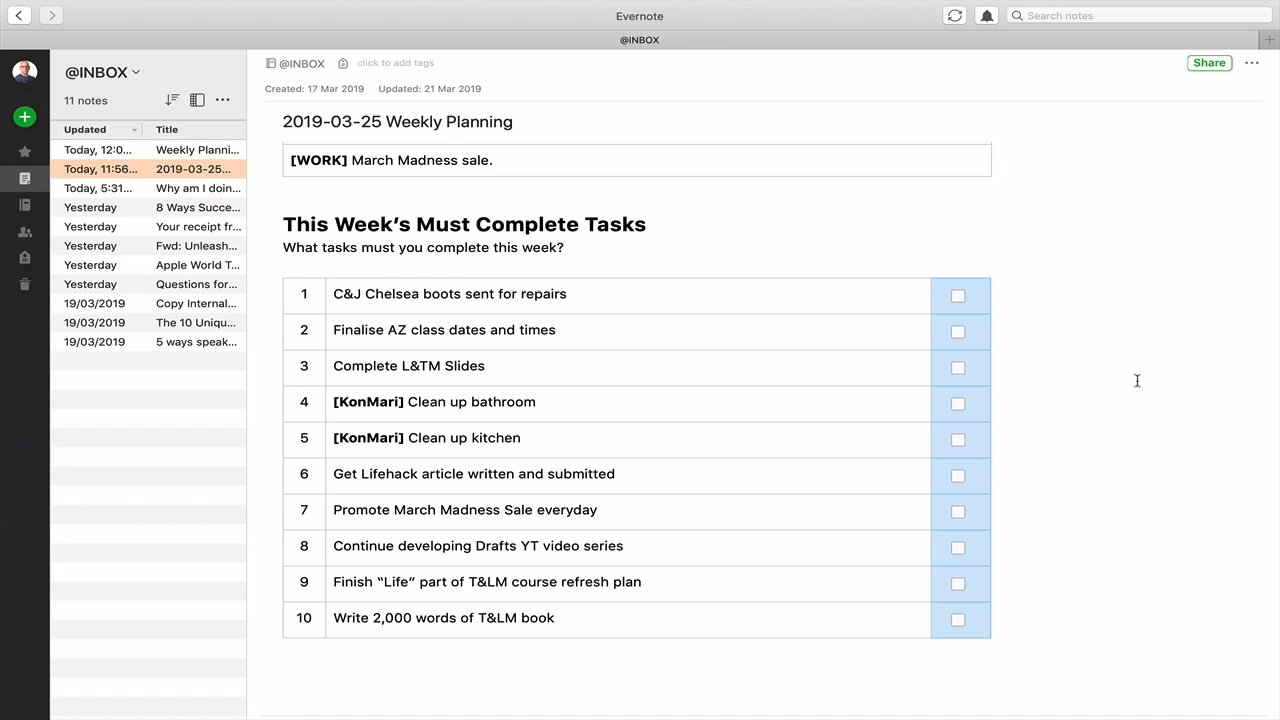 Evernote
Search notes
@INBOX
@INBOX
11 notes
Updated Title
Today, 12:0... Weekly Planni...
Today, 11:56... 2019-03-25...
Today, 5:31... Why am I doin...
Yesterday 8 Ways Succe...
Yesterday Your receipt fr...
Yesterday Fwd: Unleash...
Yesterday Apple World T...
Yesterday Questions for...
19/03/2019 Copy Internal...
19/03/2019 The 10 Uniqu...
19/03/2019 5 ways speak...
@INBOX click to add tags
Share
Created: 17 Mar 2019 Updated: 21 Mar 2019
2019-03-25 Weekly Planning
[WORK] March Madness sale.
This Week’s Must Complete Tasks
What tasks must you complete this week?
1 C&J Chelsea boots sent for repairs
2 Finalise AZ class dates and times
3 Complete L&TM Slides
4 [KonMari] Clean up bathroom
5 [KonMari] Clean up kitchen
6 Get Lifehack article written and submitted
7 Promote March Madness Sale everyday
8 Continue developing Drafts YT video series
9 Finish “Life” part of T&LM course refresh plan
10 Write 2,000 words of T&LM book